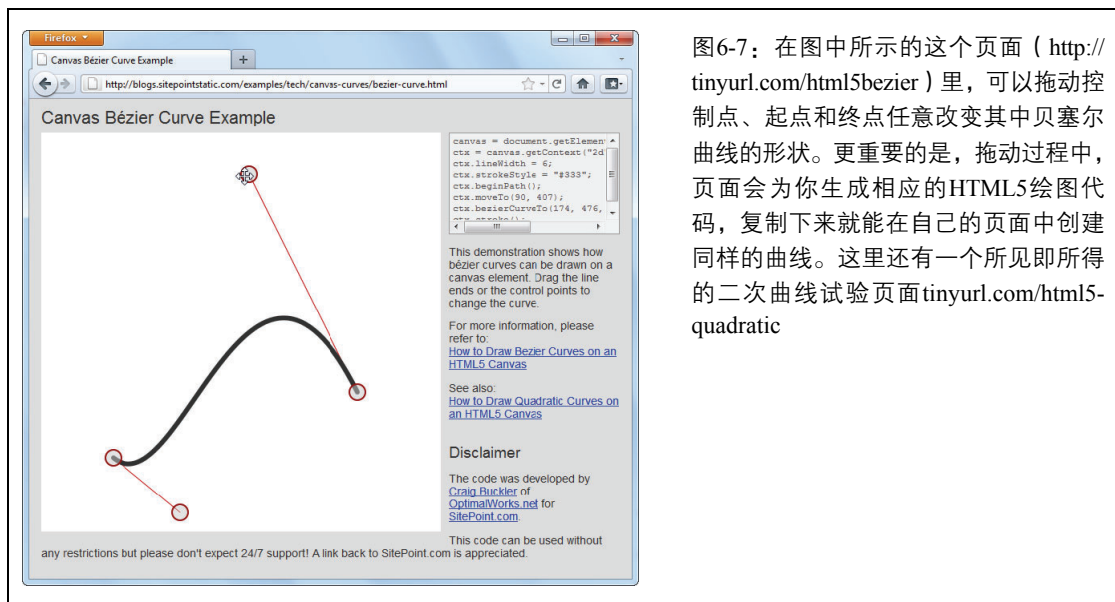 Firefox
Canvas Bézier Curve Example
http://blogs.sitepointstatic.com/examples/tech/canvas-curves/bezier-curve.html
Canvas Bézier Curve Example
canvas = document.getElemen
ctx = canvas.getContext("2d
ctx.lineWidth = 6;
ctx.strokeStyle = "#333";
ctx.beginPath();
ctx.moveTo(90, 407);
ctx.bezierCurveTo(174, 476,
ctx.stroke();
This demonstration shows how
bézier curves can be drawn on a
canvas element. Drag the line
ends or the control points to
change the curve.
For more information, please
refer to:
How to Draw Bezier Curves on an
HTML5 Canvas
See also:
How to Draw Quadratic Curves on
an HTML5 Canvas
Disclaimer
The code was developed by
Craig Buckler of
OptimalWorks.net for
SitePoint.com.
This code can be used without
any restrictions but please don't expect 24/7 support! A link back to SitePoint.com is appreciated.
图6-7：在图中所示的这个页面（http://
tinyurl.com/html5bezier）里，可以拖动控
制点、起点和终点任意改变其中贝塞尔
曲线的形状。更重要的是，拖动过程中，
页面会为你生成相应的HTML5绘图代
码，复制下来就能在自己的页面中创建
同样的曲线。这里还有一个所见即所得
的二次曲线试验页面tinyurl.com/html5-
quadratic